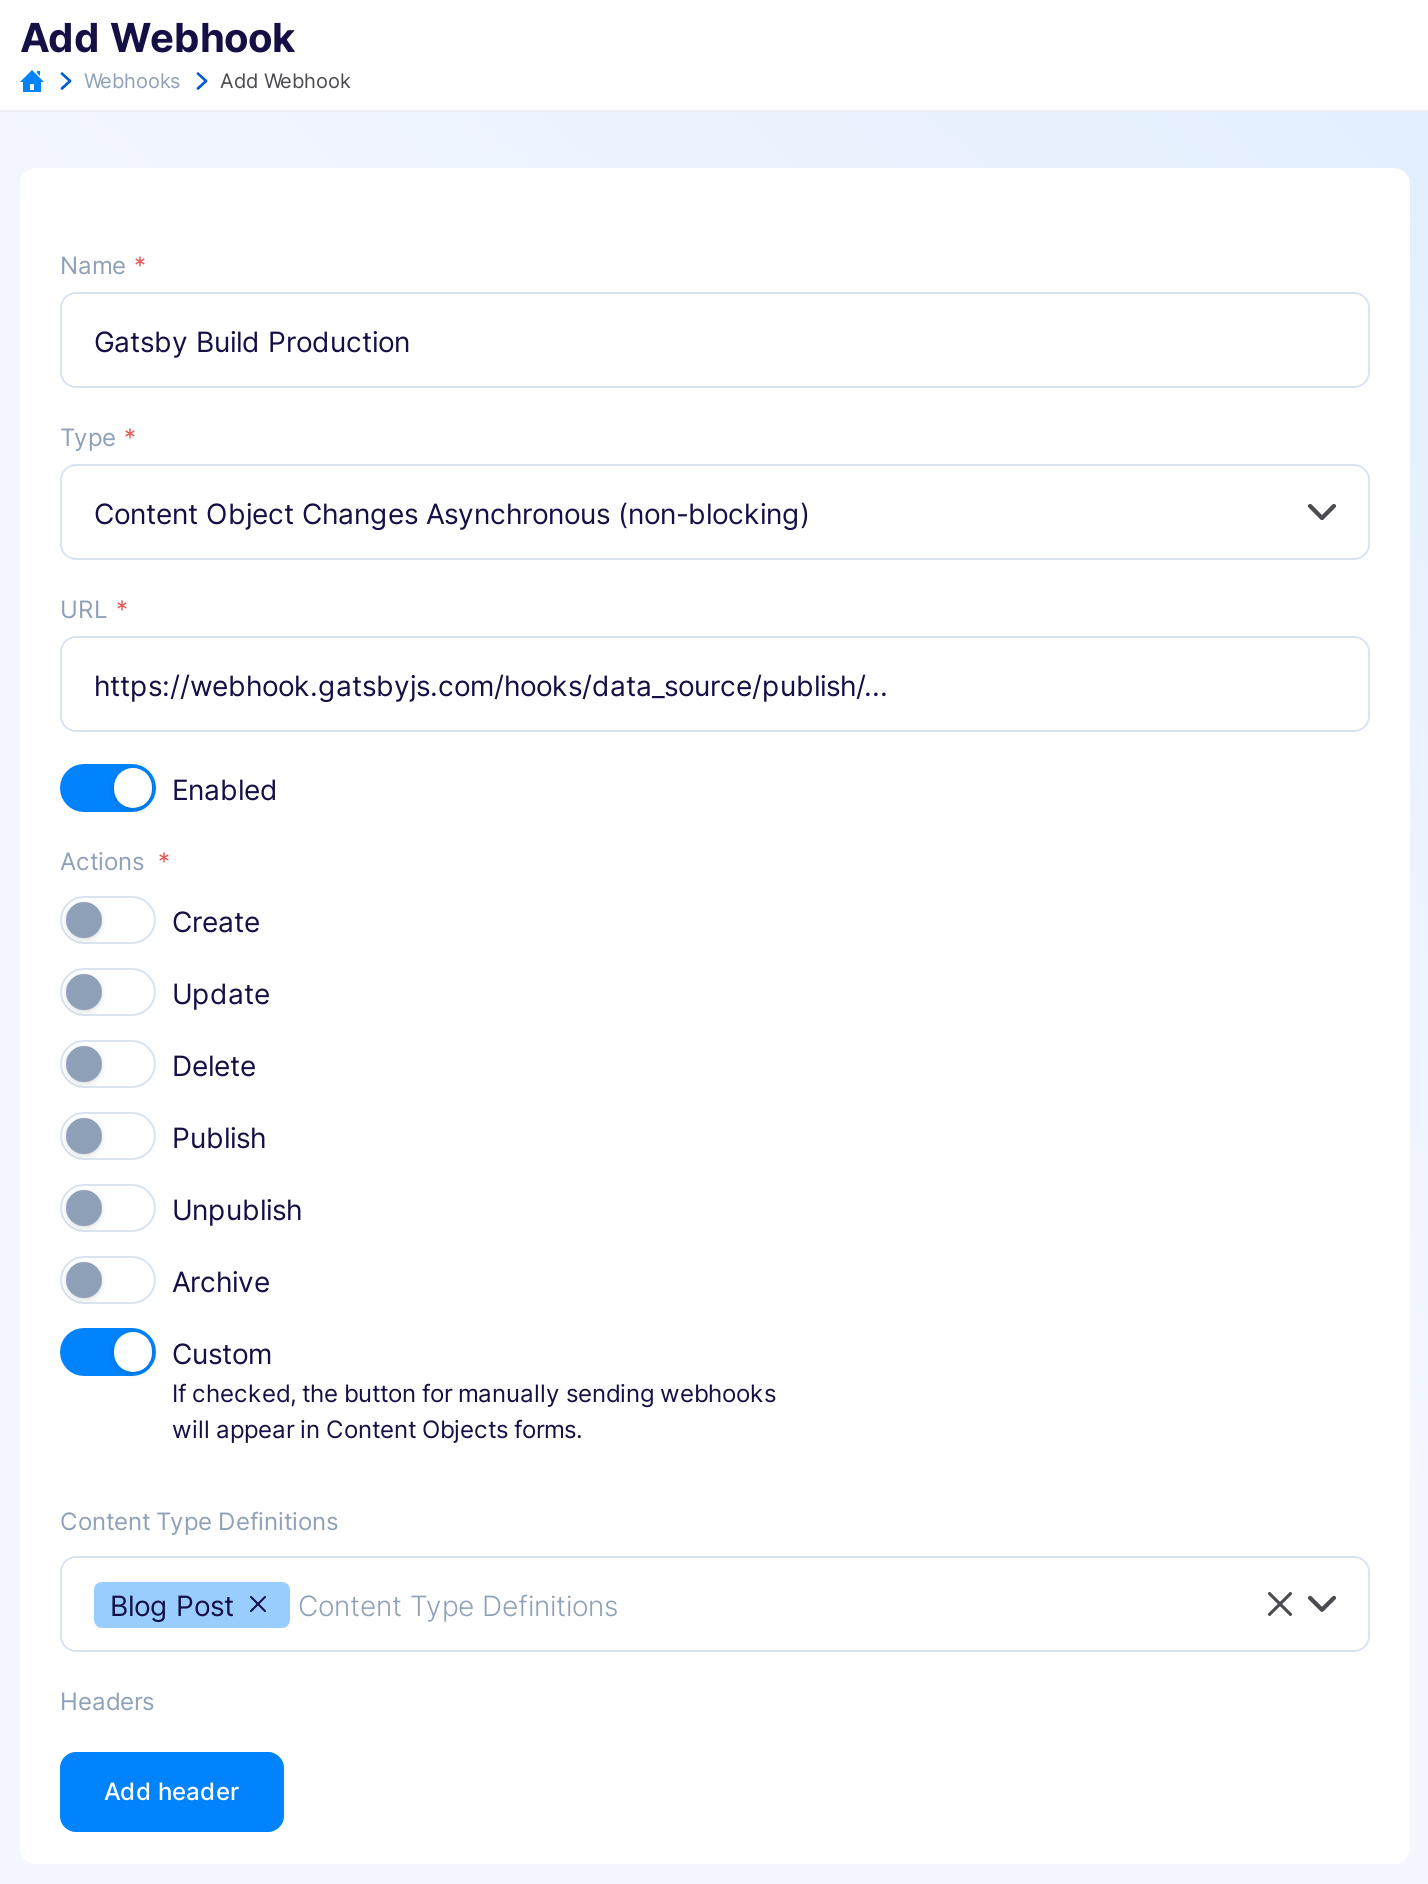 Add Webhook
Webhooks Add Webhook
Name *
Gatsby Build Production
Type *
Content Object Changes Asynchronous (non-blocking)
URL *
https://webhook.gatsbyjs.com/hooks/data_source/publish/...
Enabled
Actions *
Create
Update
Delete
Publish
Unpublish
Archive
Custom
If checked, the button for manually sending webhooks
will appear in Content Objects forms.
Content Type Definitions
Blog Post Content Type Definitions
Headers
Add header